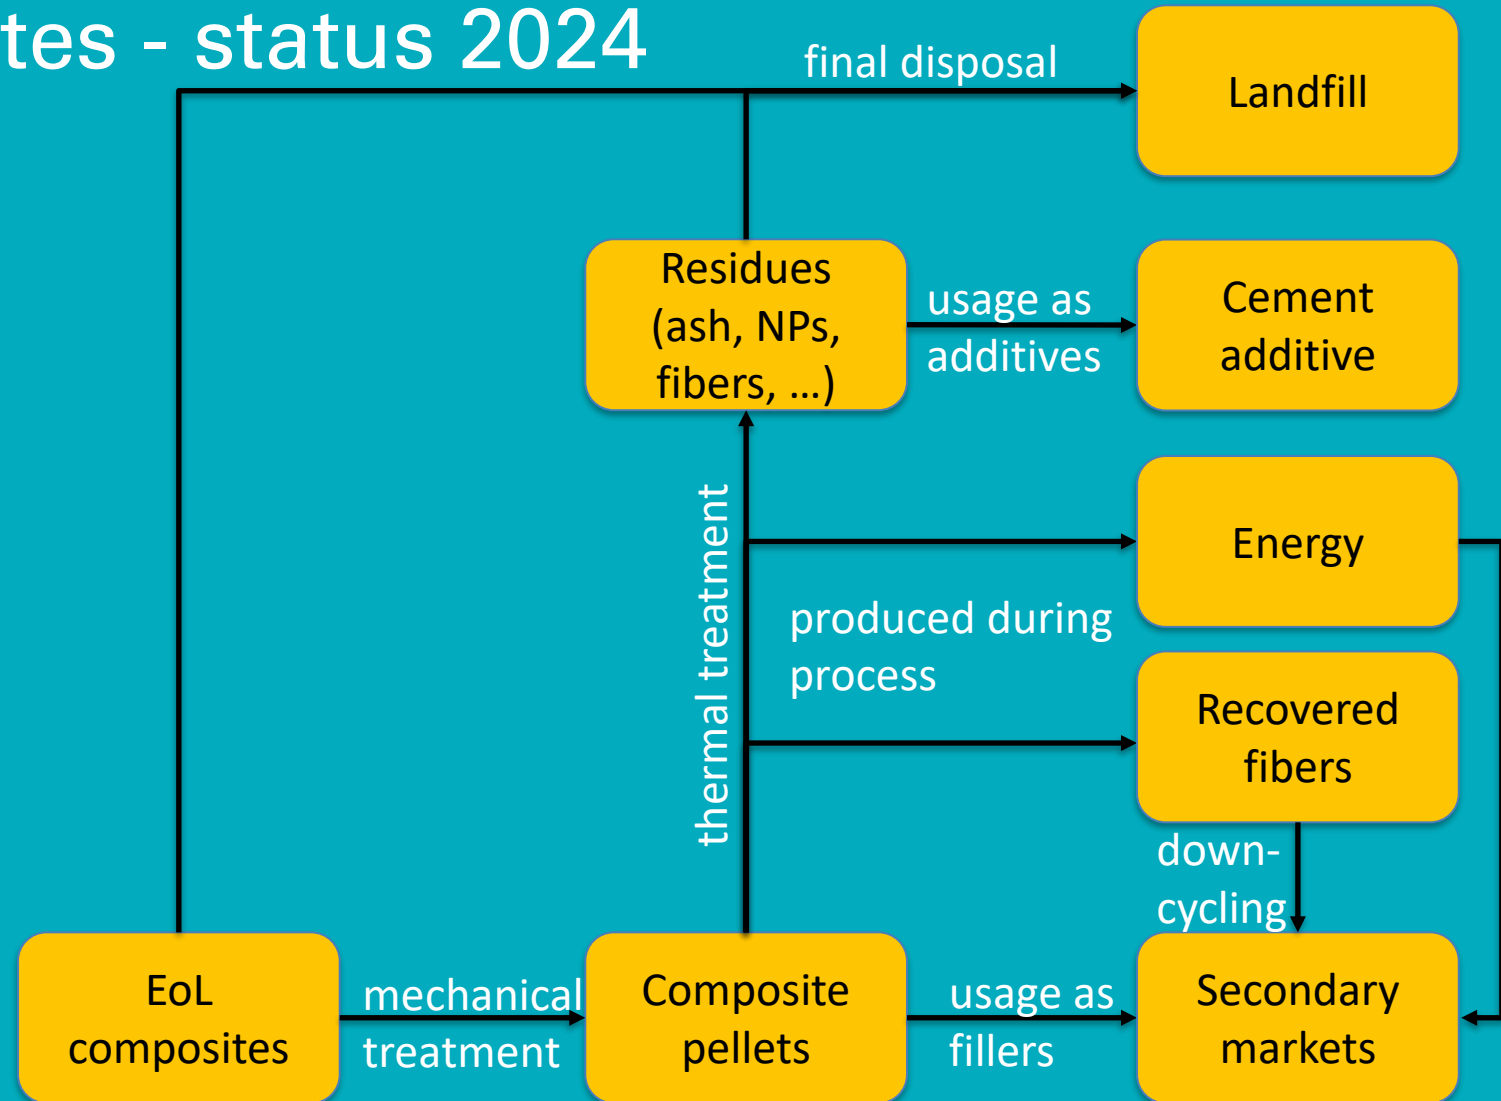 tes - status 2024
final disposal
Landfill
Residues
(ash, NPs,
fibers, ...)
usage as
additives
Cement
additive
thermal treatment
Energy
produced during
process
Recovered
fibers
down-
cycling
EoL
composites
mechanical
treatment
Composite
pellets
usage as
fillers
Secondary
markets